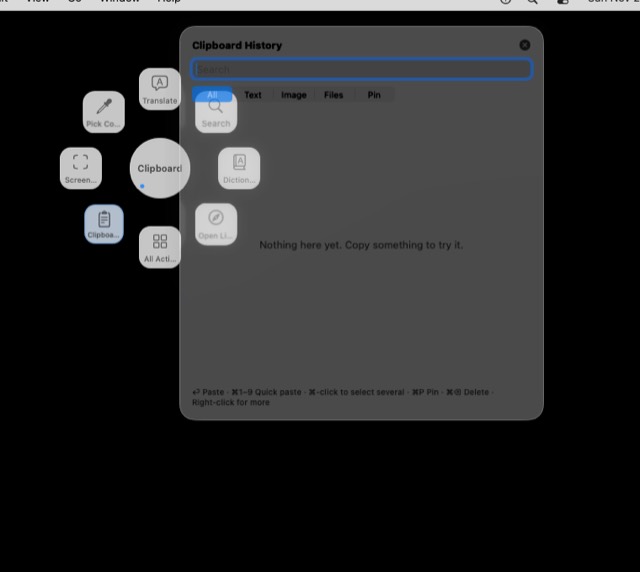 View
Go
Window
Help
Clipboard History
Search
All
Text
Image
Files
Pin
Translate
Pick Co...
Search
Screen...
Clipboard
Diction...
Clipboa...
Open Li...
All Acti...
Nothing here yet. Copy something to try it.
↩ Paste · ⌘1–9 Quick paste · ⌘-click to select several · ⌘P Pin · ⌘⌫ Delete ·
Right-click for more